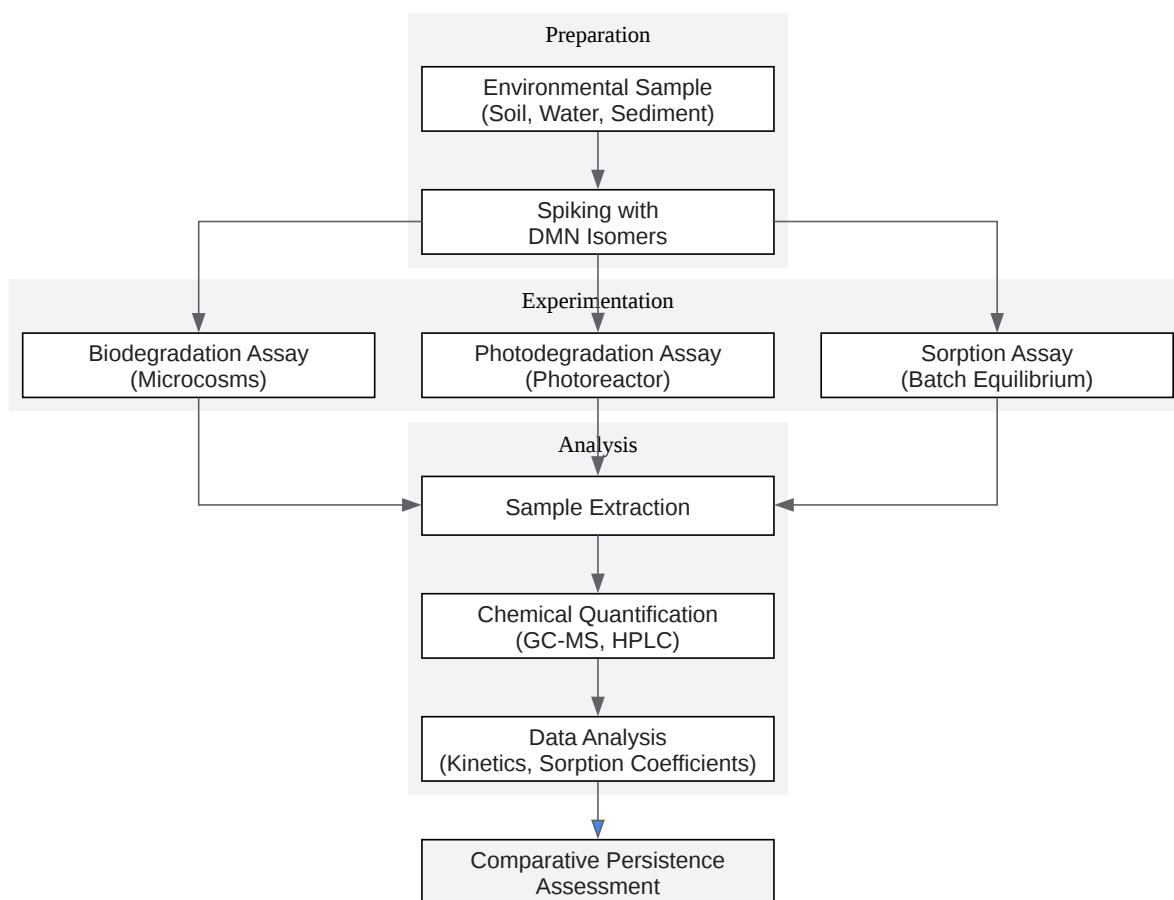 Preparation
Environmental Sample
(Soil, Water, Sediment)
Spiking with
DMN Isomers
Experimentation
Biodegradation Assay
(Microcosms)
Photodegradation Assay
(Photoreactor)
Sorption Assay
(Batch Equilibrium)
Analysis
Sample Extraction
Chemical Quantification
(GC-MS, HPLC)
Data Analysis
(Kinetics, Sorption Coefficients)
Comparative Persistence
Assessment